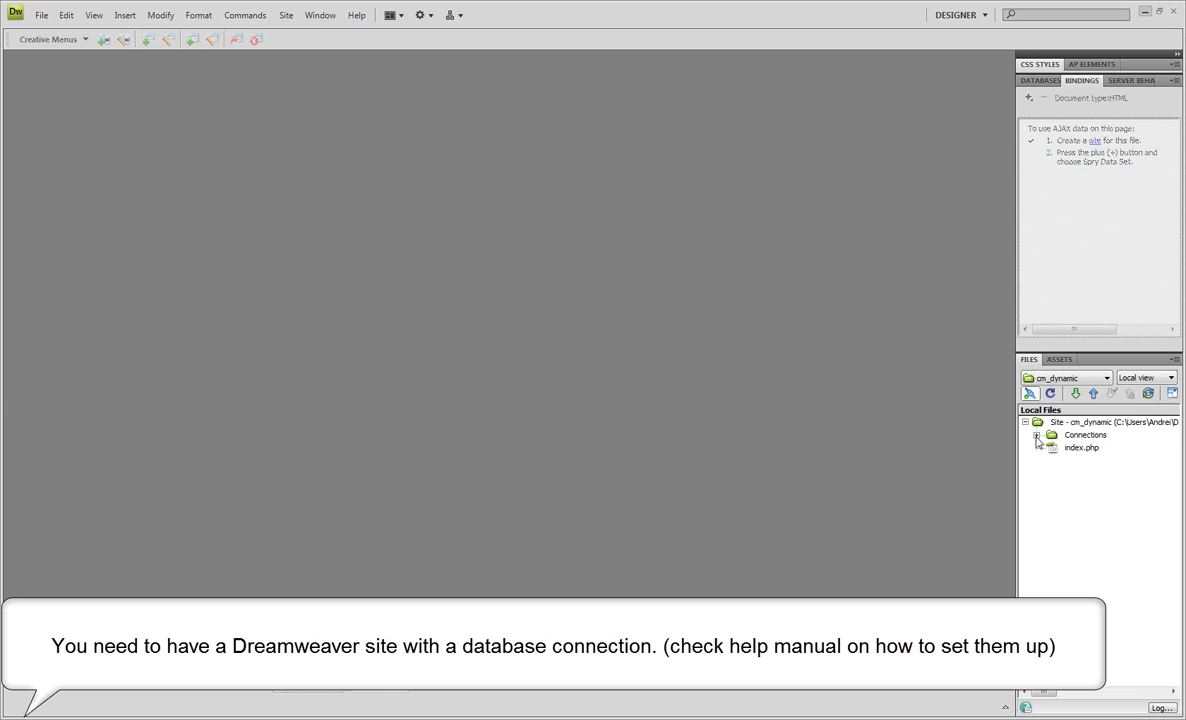 Dw File Edit View Insert Modify Format Commands Site Window Help DESIGNER
Creative Menus
CSS STYLES AP ELEMENTS
DATABASES BINDINGS SERVER BEHA
Document type:HTML
To use AJAX data on this page:
1. Create a site for this file.
2. Press the plus (+) button and
choose Spry Data Set.
FILES ASSETS
cm_dynamic Local view
Local Files
Site - cm_dynamic (C:\Users\Andrei\D
Connections
index.php
You need to have a Dreamweaver site with a database connection. (check help manual on how to set them up)
Log...